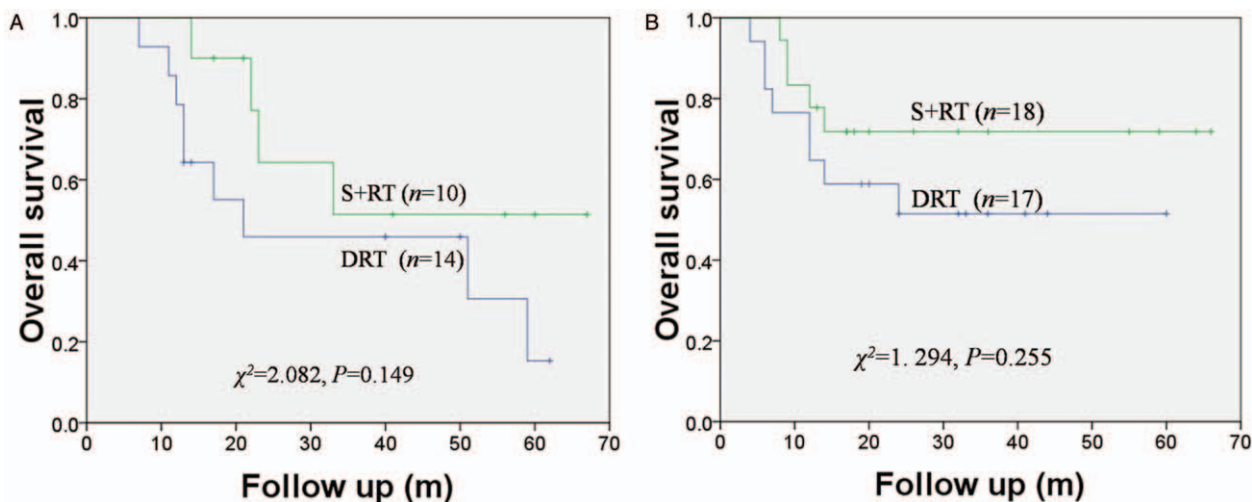 A
1.0
0.8
0.6
0.4
0.2
0.0
Overall survival
S+RT (n=10)
DRT (n=14)
χ²=2.082, P=0.149
0 10 20 30 40 50 60 70
Follow up (m)
B
1.0
0.8
0.6
0.4
0.2
0.0
Overall survival
S+RT (n=18)
DRT (n=17)
χ²=1. 294, P=0.255
0 10 20 30 40 50 60 70
Follow up (m)